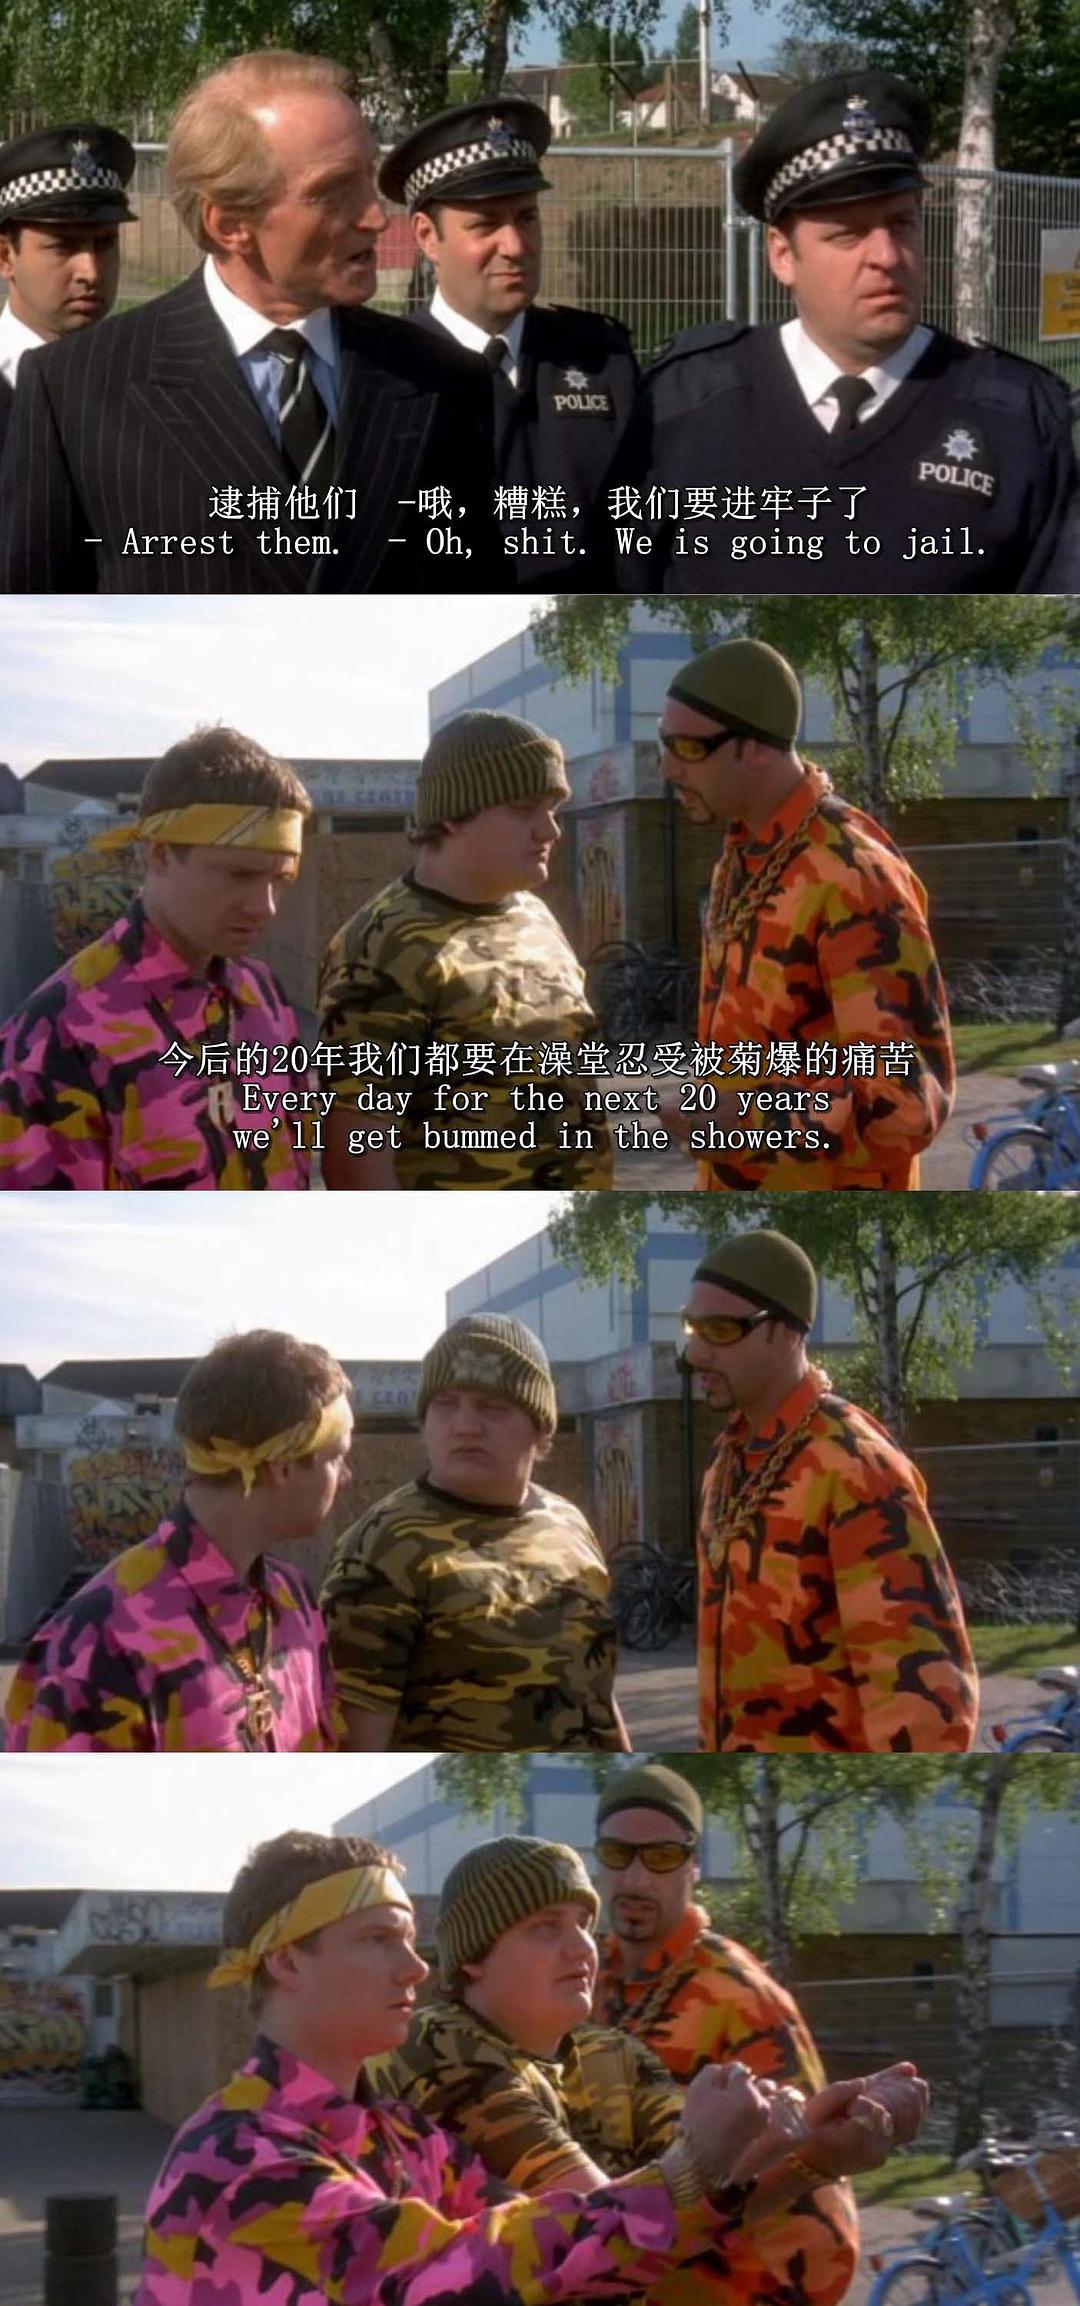 POLICE
POLICE
逮捕他们 -哦，糟糕，我们要进牢子了
- Arrest them. - Oh, shit. We is going to jail.
今后的20年我们都要在澡堂忍受被菊爆的痛苦
Every day for the next 20 years
we'll get bummed in the showers.